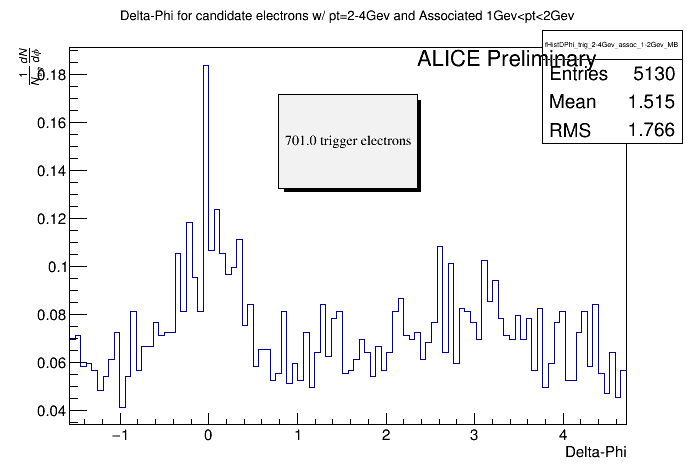 Delta-Phi for candidate electrons w/ pt=2-4Gev and Associated 1Gev<pt<2Gev
ALICE Preliminary
fHistDPhi_trig_2-4Gev_assoc_1-2Gev_MB
Entries 5130
Mean 1.515
RMS 1.766
701.0 trigger electrons
0.18
0.16
0.14
0.12
0.1
0.08
0.06
0.04
−1 0 1 2 3 4
Delta-Phi